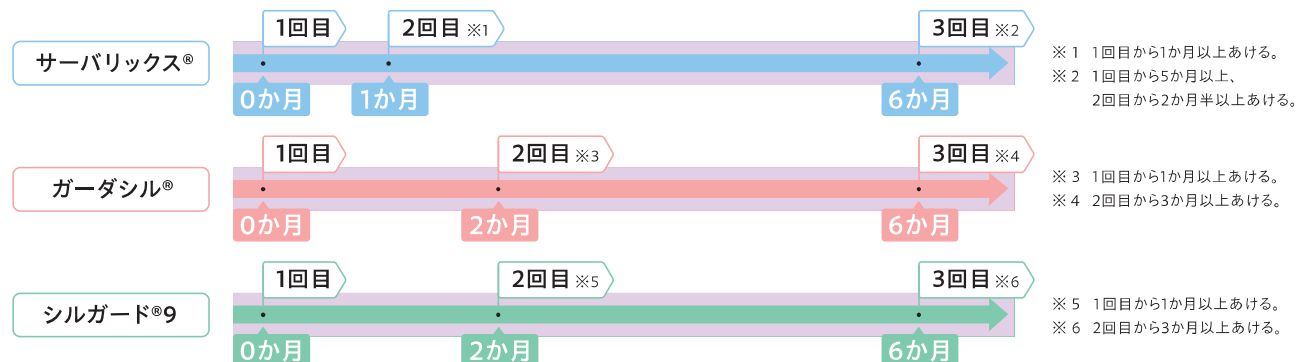 1回目
2回目 ※1
3回目 ※2
サーバリックス®
0か月
1か月
6か月
※1 1回目から1か月以上あける。
※2 1回目から5か月以上、
2回目から2か月半以上あける。
1回目
2回目 ※3
3回目 ※4
ガーダシル®
0か月
2か月
6か月
※3 1回目から1か月以上あける。
※4 2回目から3か月以上あける。
1回目
2回目 ※5
3回目 ※6
シルガード®9
0か月
2か月
6か月
※5 1回目から1か月以上あける。
※6 2回目から3か月以上あける。